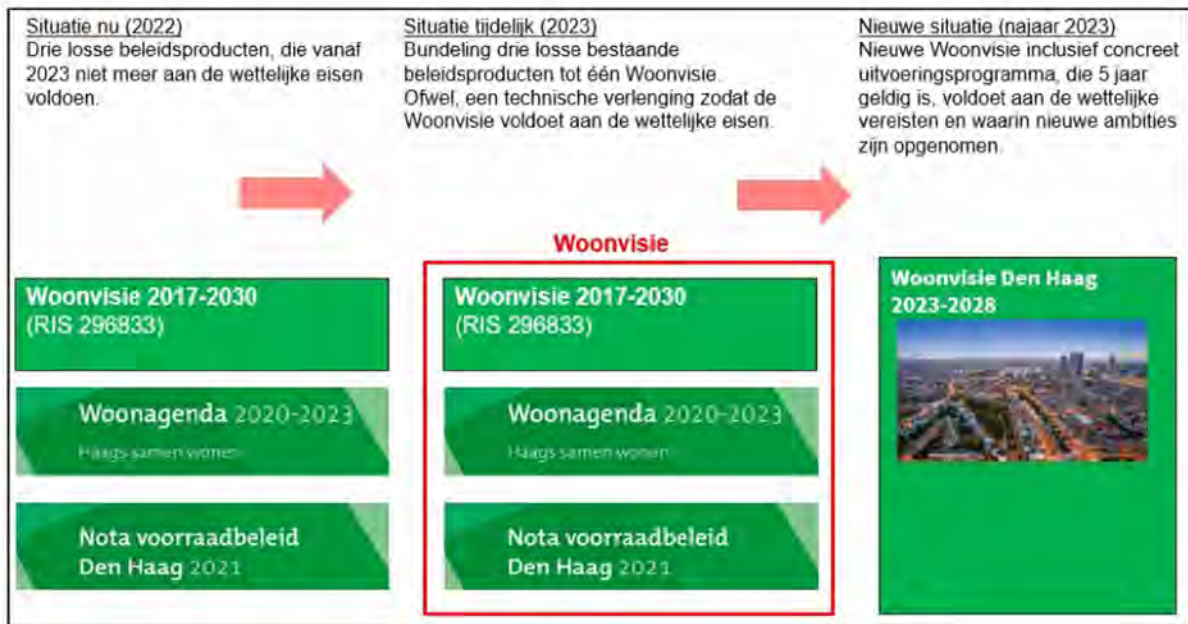 Situatie nu (2022)
Drie losse beleidsproducten, die vanaf
2023 niet meer aan de wettelijke eisen
voldoen.
Situatie tijdelijk (2023)
Bundeling drie losse bestaande
beleidsproducten tot één Woonvisie.
Ofwel, een technische verlenging zodat de
Woonvisie voldoet aan de wettelijke eisen.
Nieuwe situatie (najaar 2023)
Nieuwe Woonvisie inclusief concreet
uitvoeringsprogramma, die 5 jaar
geldig is, voldoet aan de wettelijke
vereisten en waarin nieuwe ambities
zijn opgenomen.
Woonvisie 2017-2030
(RIS 296833)
Woonagenda 2020-2023
Haags samen wonen
Nota voorraadbeleid
Den Haag 2021
Woonvisie
Woonvisie 2017-2030
(RIS 296833)
Woonagenda 2020-2023
Haags samen wonen
Nota voorraadbeleid
Den Haag 2021
Woonvisie Den Haag
2023-2028